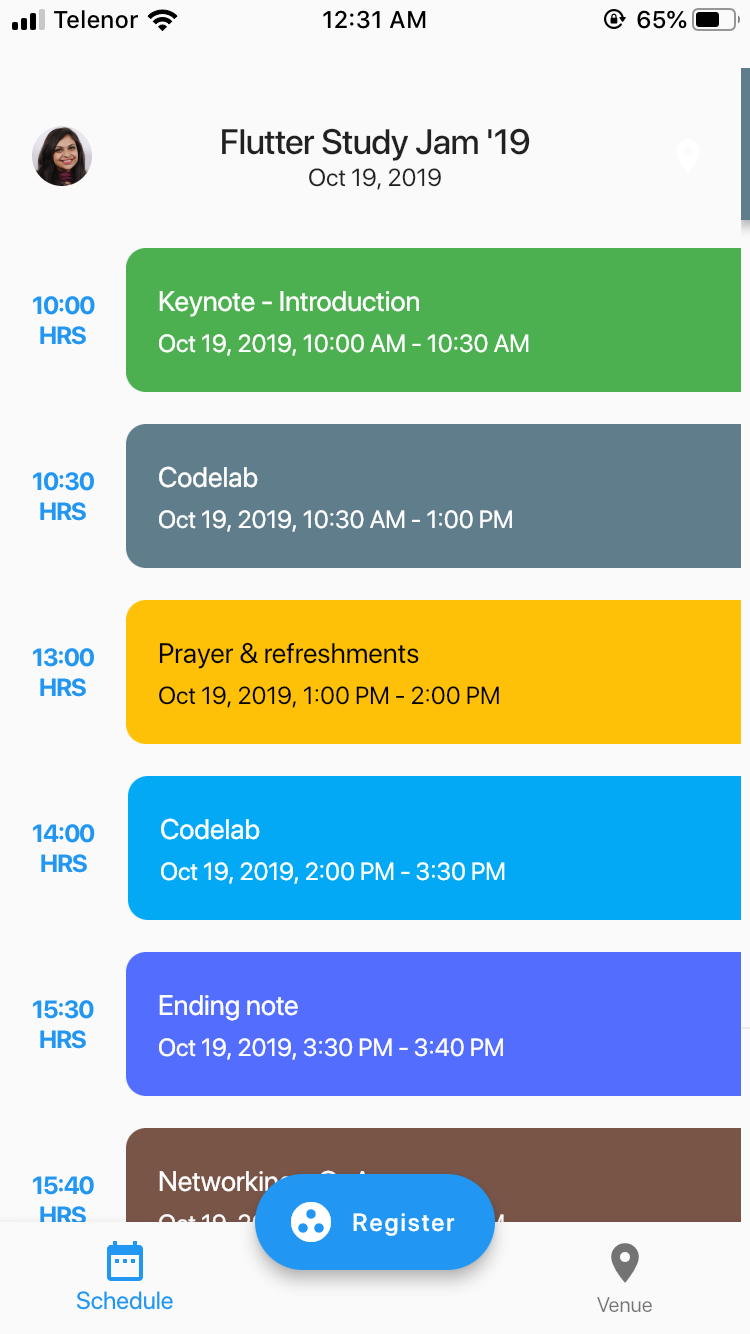 Telenor 12:31 AM 65%
Flutter Study Jam '19
Oct 19, 2019
10:00
HRS
Keynote - Introduction
Oct 19, 2019, 10:00 AM - 10:30 AM
10:30
HRS
Codelab
Oct 19, 2019, 10:30 AM - 1:00 PM
13:00
HRS
Prayer & refreshments
Oct 19, 2019, 1:00 PM - 2:00 PM
14:00
HRS
Codelab
Oct 19, 2019, 2:00 PM - 3:30 PM
15:30
HRS
Ending note
Oct 19, 2019, 3:30 PM - 3:40 PM
15:40
HRS
Networking
Oct 19,
Register
Schedule
Venue